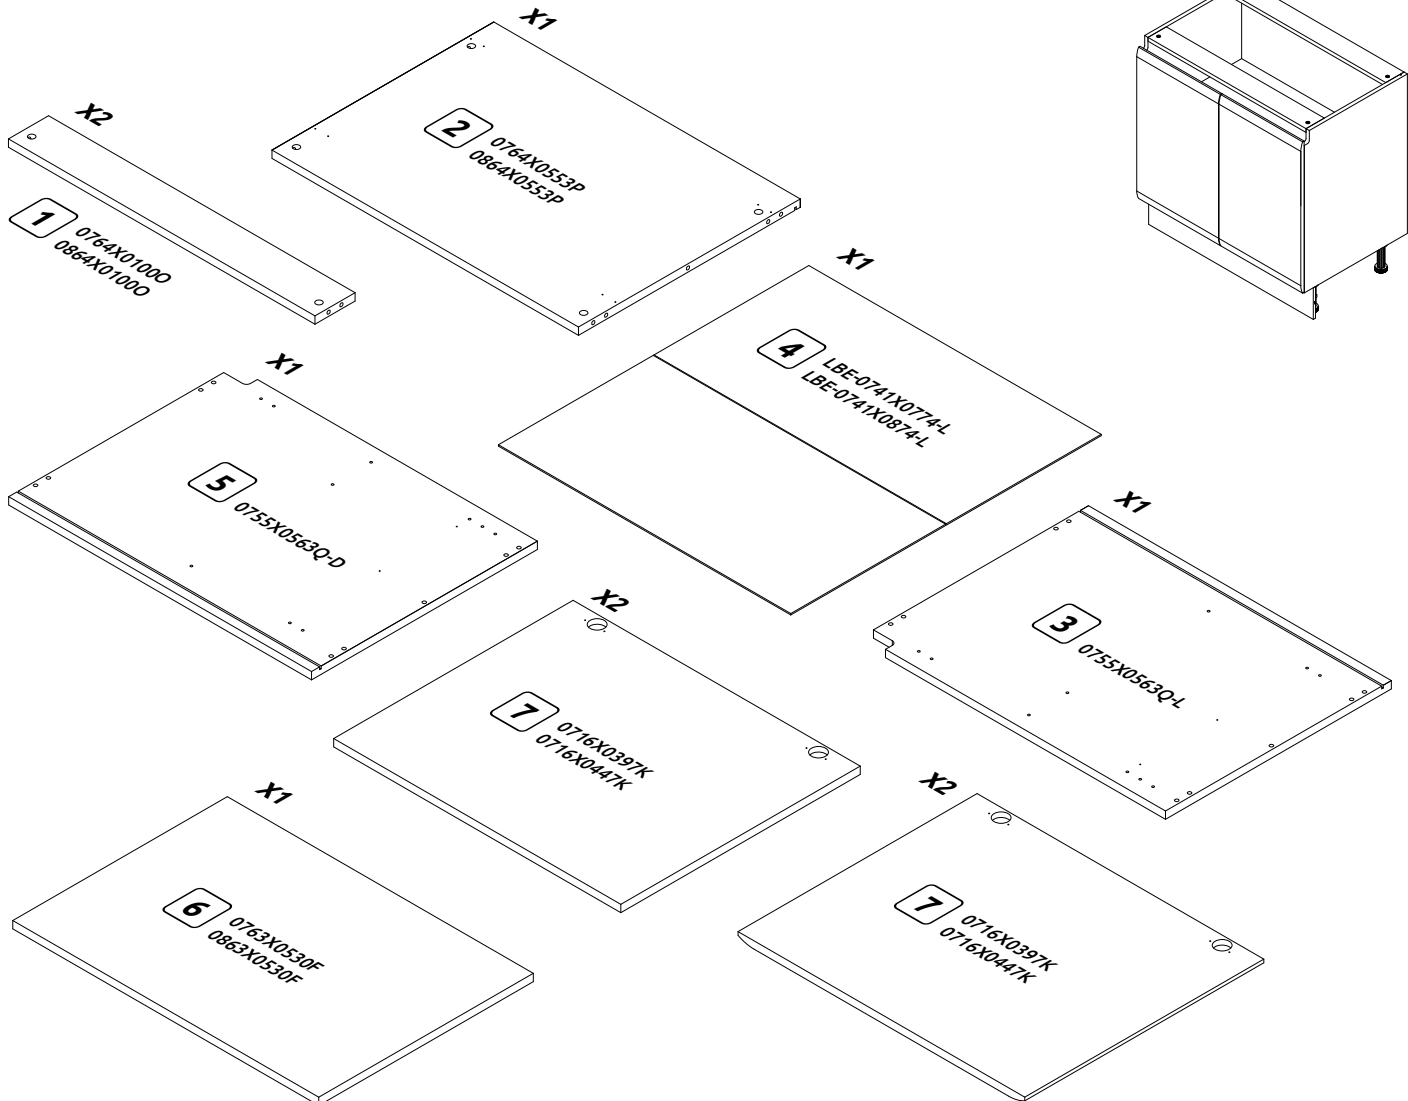 X1
2
0764X0553P
0864X0553P
X2
1
0764X0100O
0864X0100O
X1
4
LBE-0741X0774-L
LBE-0741X0874-L
X1
5
0755X0563Q-D
X1
3
0755X0563Q-L
X2
7
0716X0397K
0716X0447K
X1
6
0763X0530F
0863X0530F
X2
7
0716X0397K
0716X0447K